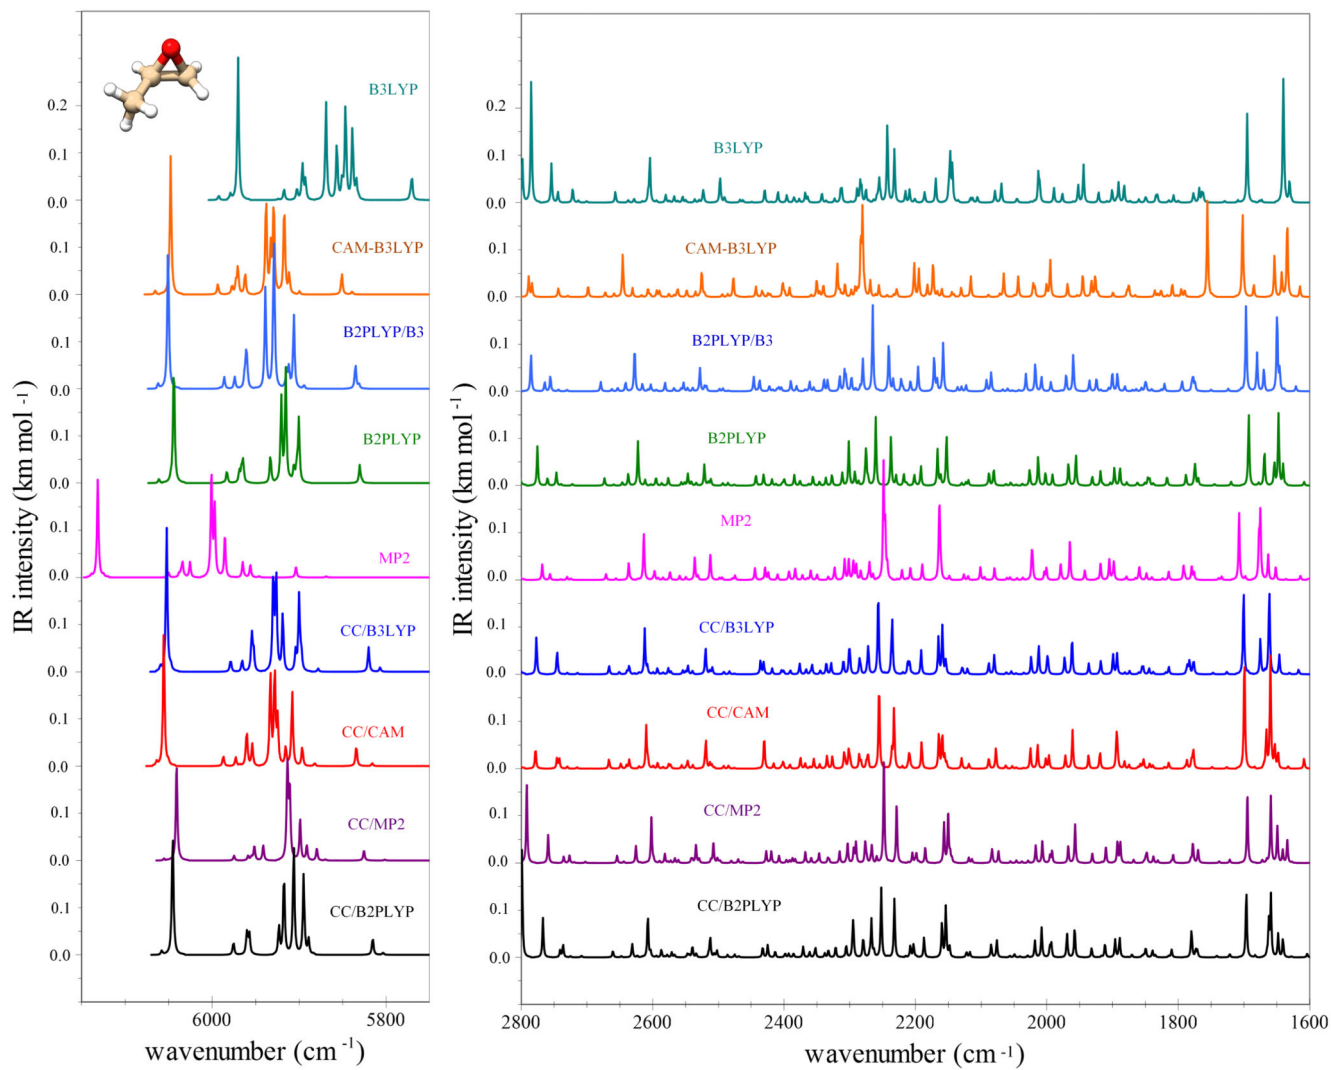 B3LYP
0.2
0.1
0.0
CAM-B3LYP
0.1
0.0
B2PLYP/B3
0.1
0.0
B2PLYP
0.1
0.0
MP2
0.1
0.0
CC/B3LYP
0.1
0.0
CC/CAM
0.1
0.0
CC/MP2
0.1
0.0
CC/B2PLYP
0.1
0.0
IR intensity (km mol -1)
6000 5800
wavenumber (cm -1)
0.2
B3LYP
0.1
0.0
CAM-B3LYP
0.1
0.0
B2PLYP/B3
0.1
0.0
B2PLYP
0.1
0.0
MP2
0.1
0.0
CC/B3LYP
0.1
0.0
CC/CAM
0.1
0.0
CC/MP2
0.1
0.0
CC/B2PLYP
0.1
0.0
IR intensity (km mol -1)
2800 2600 2400 2200 2000 1800 1600
wavenumber (cm -1)